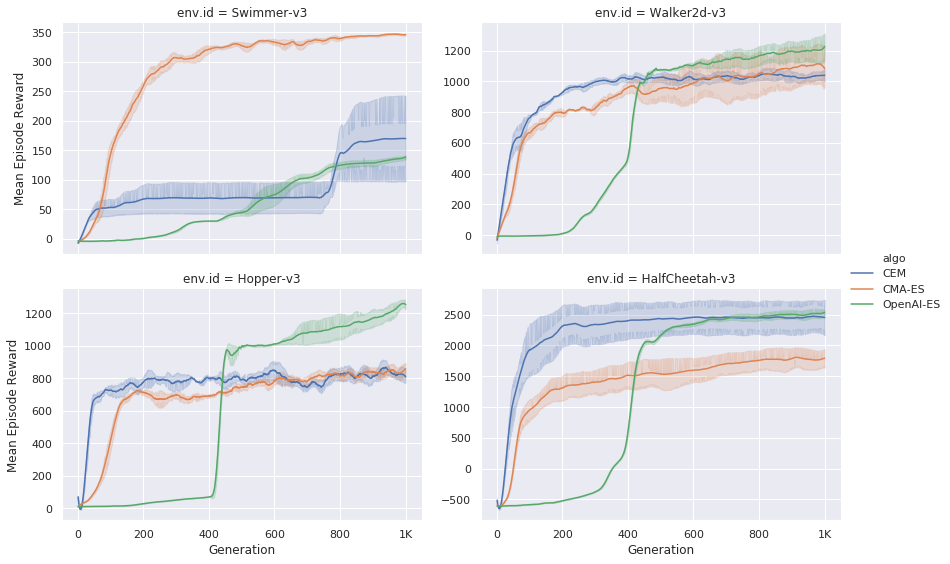 env.id = Swimmer-v3
Mean Episode Reward
350
300
250
200
150
100
50
0
env.id = Walker2d-v3
1200
1000
800
600
400
200
0
algo
CEM
CMA-ES
OpenAI-ES
env.id = Hopper-v3
Mean Episode Reward
1200
1000
800
600
400
200
0
0 200 400 600 800 1K
Generation
env.id = HalfCheetah-v3
2500
2000
1500
1000
500
0
−500
0 200 400 600 800 1K
Generation